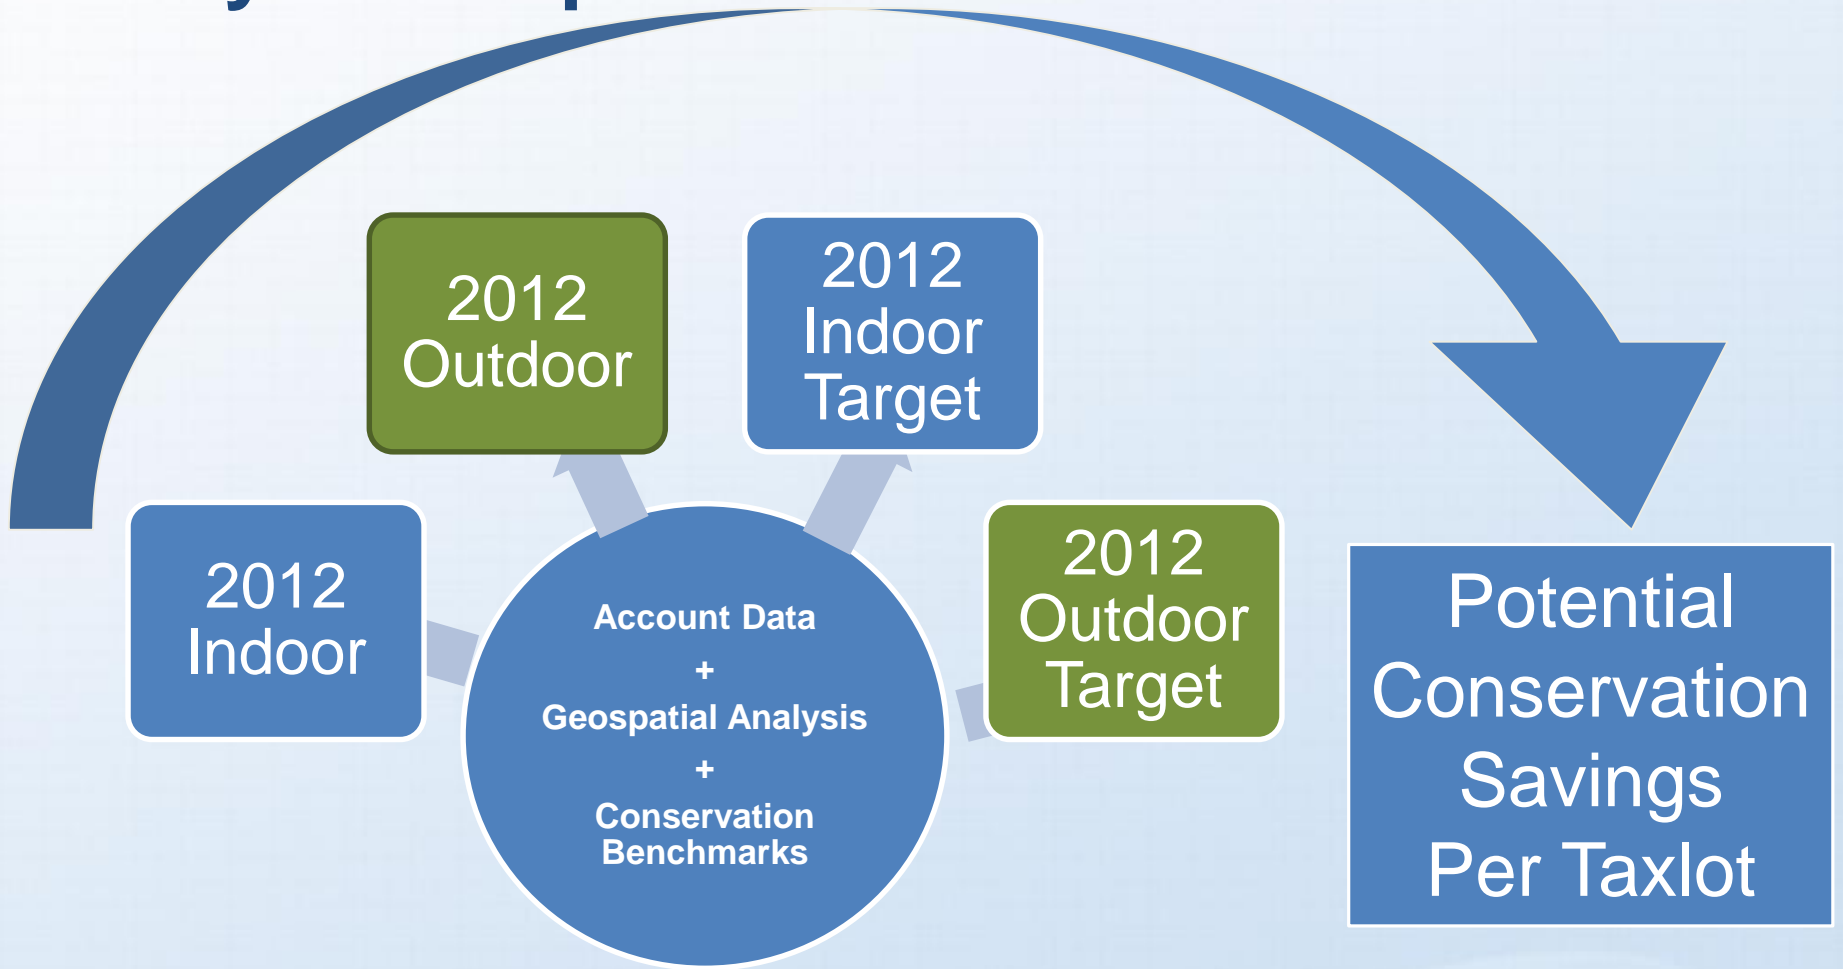 2012
Outdoor
2012
Indoor
Target
2012
Indoor
2012
Outdoor
Target
Account Data
+
Geospatial Analysis
+
Conservation
Benchmarks
Potential
Conservation
Savings
Per Taxlot